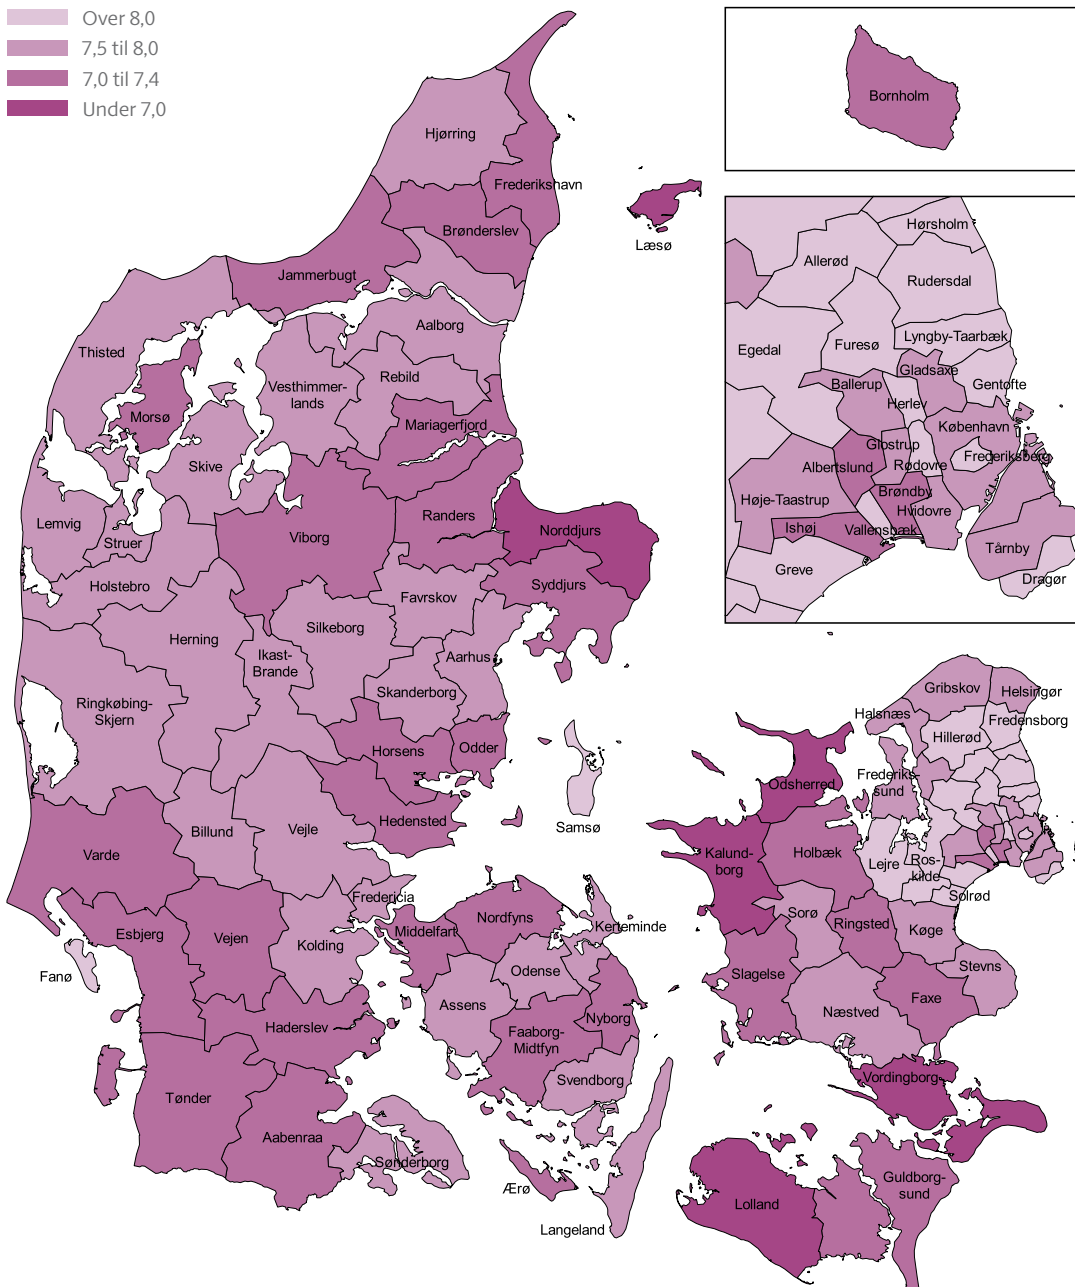 Over 8,0
7,5 til 8,0
7,0 til 7,4
Under 7,0
Bornholm
Hjørring
Frederikshavn
Brønderslev
Læsø
Jammerbugt
Aalborg
Thisted
Rebild
Vesthimmer-
lands
Morsø
Mariagerfjord
Skive
Lemvig
Struer
Viborg
Randers
Norddjurs
Holstebro
Favrskov
Syddjurs
Silkeborg
Herning
Ikast-
Brande
Aarhus
Skanderborg
Ringkøbing-
Skjern
Horsens
Odder
Hedensted
Samsø
Billund
Vejle
Varde
Fredericia
Esbjerg
Vejen
Kolding
Middelfart
Nordfyns
Kerteminde
Fanø
Odense
Assens
Haderslev
Faaborg-
Midtfyn
Nyborg
Svendborg
Tønder
Aabenraa
Sønderborg
Ærø
Langeland
Hørsholm
Allerød
Rudersdal
Egedal
Furesø
Lyngby-Taarbæk
Gladsaxe
Ballerup
Gentofte
Herlev
København
Glostrup
Frederiksberg
Albertslund
Rødovre
Brøndby
Høje-Taastrup
Hvidovre
Ishøj
Vallensbæk
Tårnby
Greve
Dragør
Gribskov
Helsingør
Halsnæs
Fredensborg
Hillerød
Frederiks-
sund
Odsherred
Kalund-
borg
Holbæk
Lejre
Ros-
kilde
Solrød
Sorø
Ringsted
Køge
Slagelse
Stevns
Næstved
Faxe
Vordingborg
Guldborg-
sund
Lolland